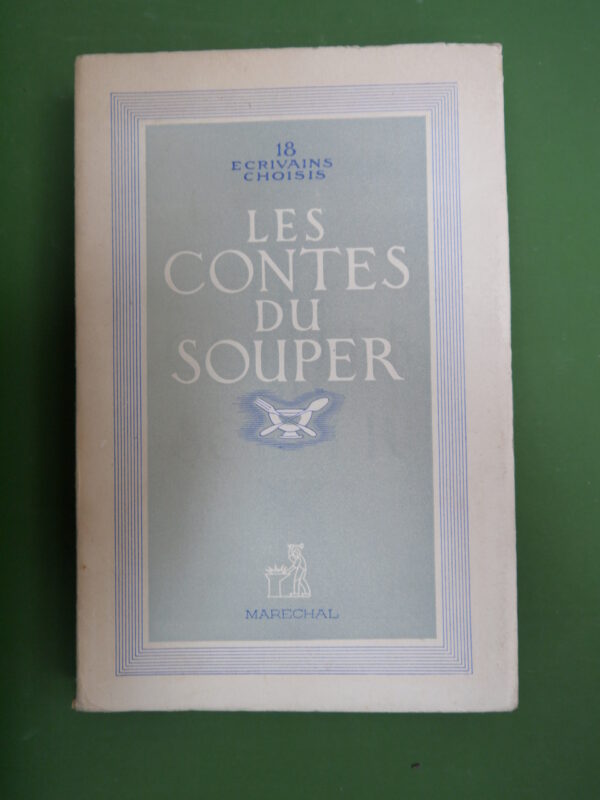 18
ECRIVAINS
CHOISIS
LES
CONTES
DU
SOUPER
MARECHAL